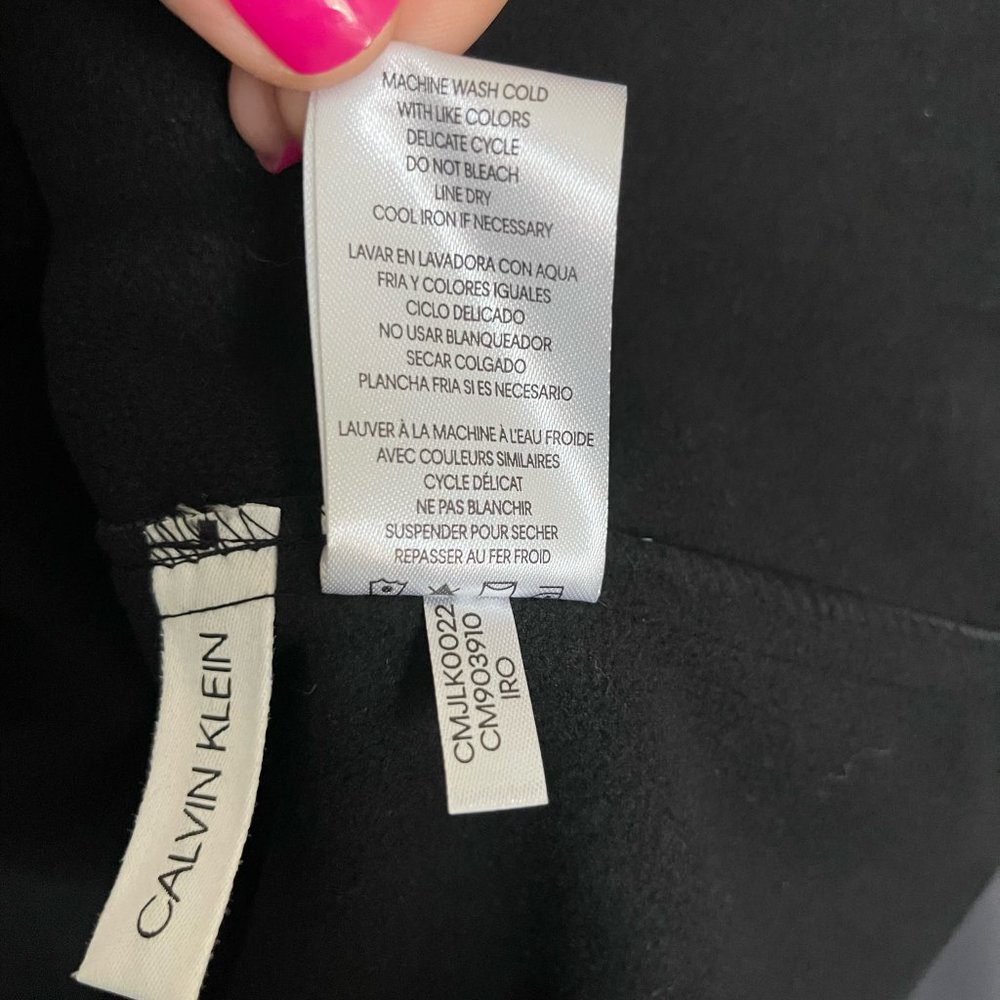 MACHINE WASH COLD
WITH LIKE COLORS
DELICATE CYCLE
DO NOT BLEACH
LINE DRY
COOL IRON IF NECESSARY
LAVAR EN LAVADORA CON AQUA
FRIA Y COLORES IGUALES
CICLO DELICADO
NO USAR BLANQUEADOR
SECAR COLGADO
PLANCHA FRIA SI ES NECESARIO
LAUVER À LA MACHINE À L'EAU FROIDE
AVEC COULEURS SIMILAIRES
CYCLE DÉLICAT
NE PAS BLANCHIR
SUSPENDER POUR SECHER
REPASSER AU FER FROID
CALVIN KLEIN
CMJLK0022
CM903910
IRO